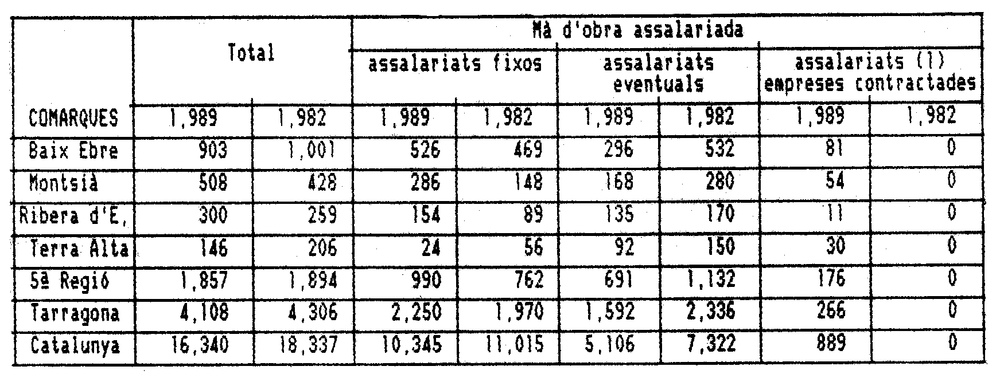 Mà d'obra assalariada
Total
assalariats fixos
assalariats
eventuals
assalariats (1)
empreses contractades
COMARQUES 1,989 1,982 1,989 1,982 1,989 1,982 1,989 1,982
Baix Ebre 903 1,001 526 469 296 532 81 0
Montsià 508 428 286 148 168 280 54 0
Ribera d'E, 300 259 154 89 135 170 11 0
Terra Alta 146 206 24 56 92 150 30 0
5ª Regió 1,857 1,894 990 762 691 1,132 176 0
Tarragona 4,108 4,306 2,250 1,970 1,592 2,336 266 0
Catalunya 16,340 18,337 10,345 11,015 5,106 7,322 889 0